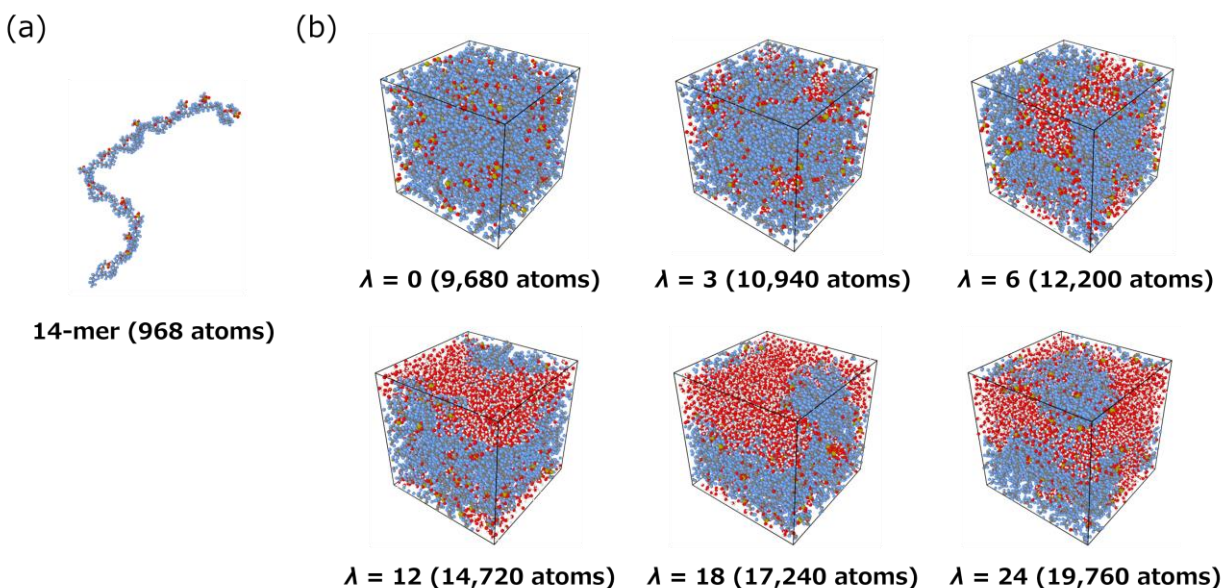 (a)
(b)
λ = 0 (9,680 atoms)
λ = 3 (10,940 atoms)
λ = 6 (12,200 atoms)
14-mer (968 atoms)
λ = 12 (14,720 atoms)
λ = 18 (17,240 atoms)
λ = 24 (19,760 atoms)